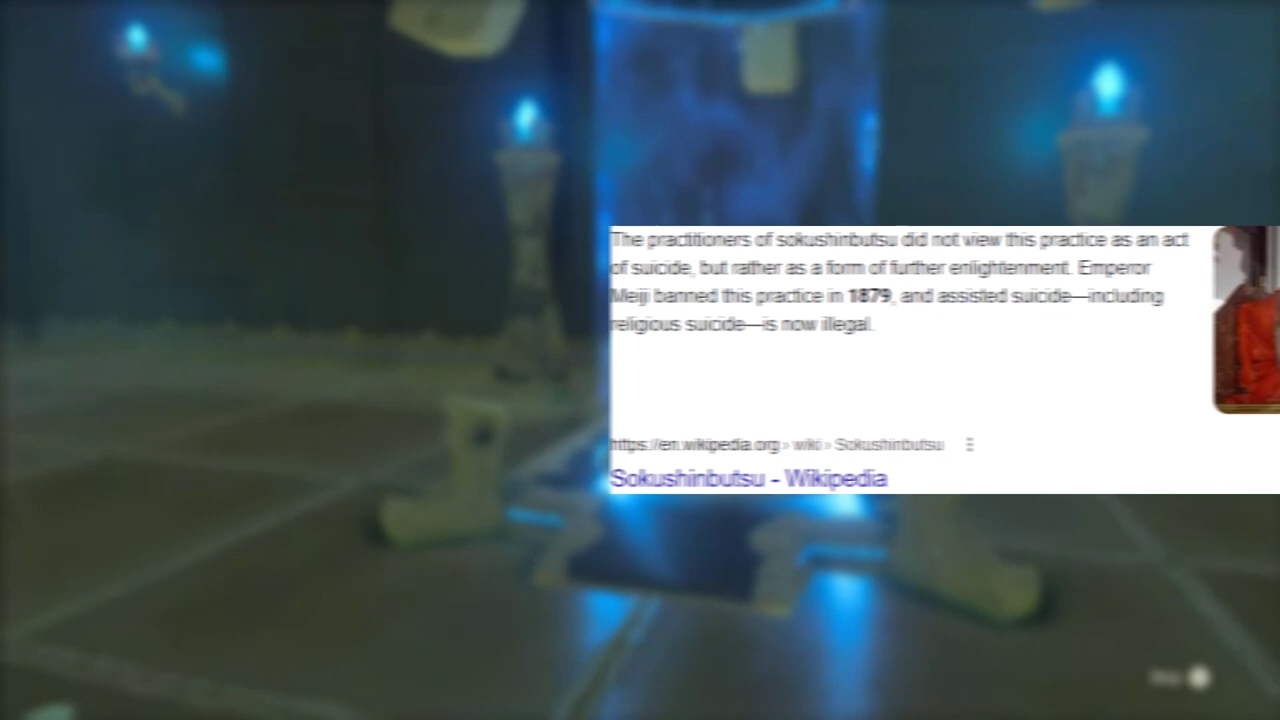 The practitioners of sokushinbutsu did not view this practice as an act
of suicide, but rather as a form of further enlightenment. Emperor
Meiji banned this practice in 1879, and assisted suicide—including
religious suicide—is now illegal.
https://en.wikipedia.org › wiki › Sokushinbutsu
Sokushinbutsu - Wikipedia